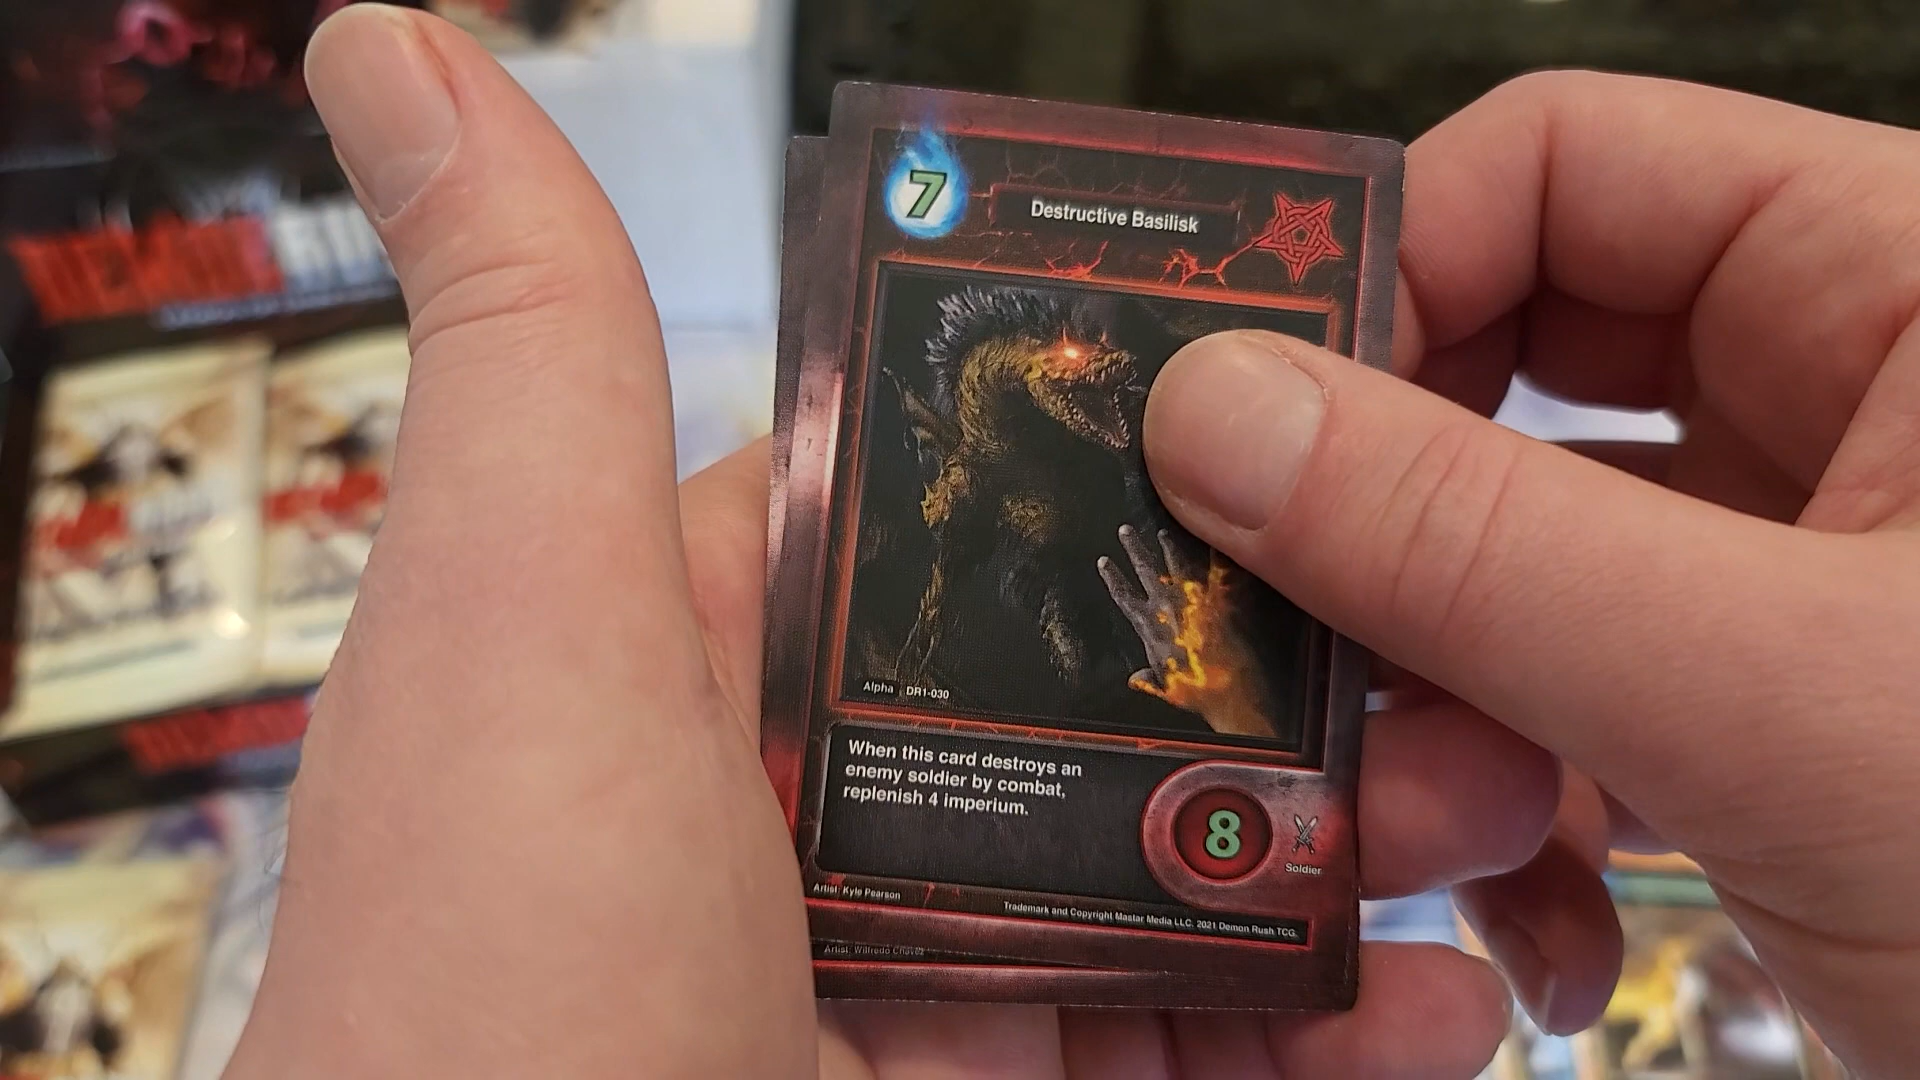 7
Destructive Basilisk
Alpha DR1-030
When this card destroys an
enemy soldier by combat,
replenish 4 imperium.
8
Soldier
Artist: Kyle Pearson
Trademark and Copyright Mastar Media LLC. 2021 Demon Rush TCG.
Artist: Wilfredo Chavez
DEMON